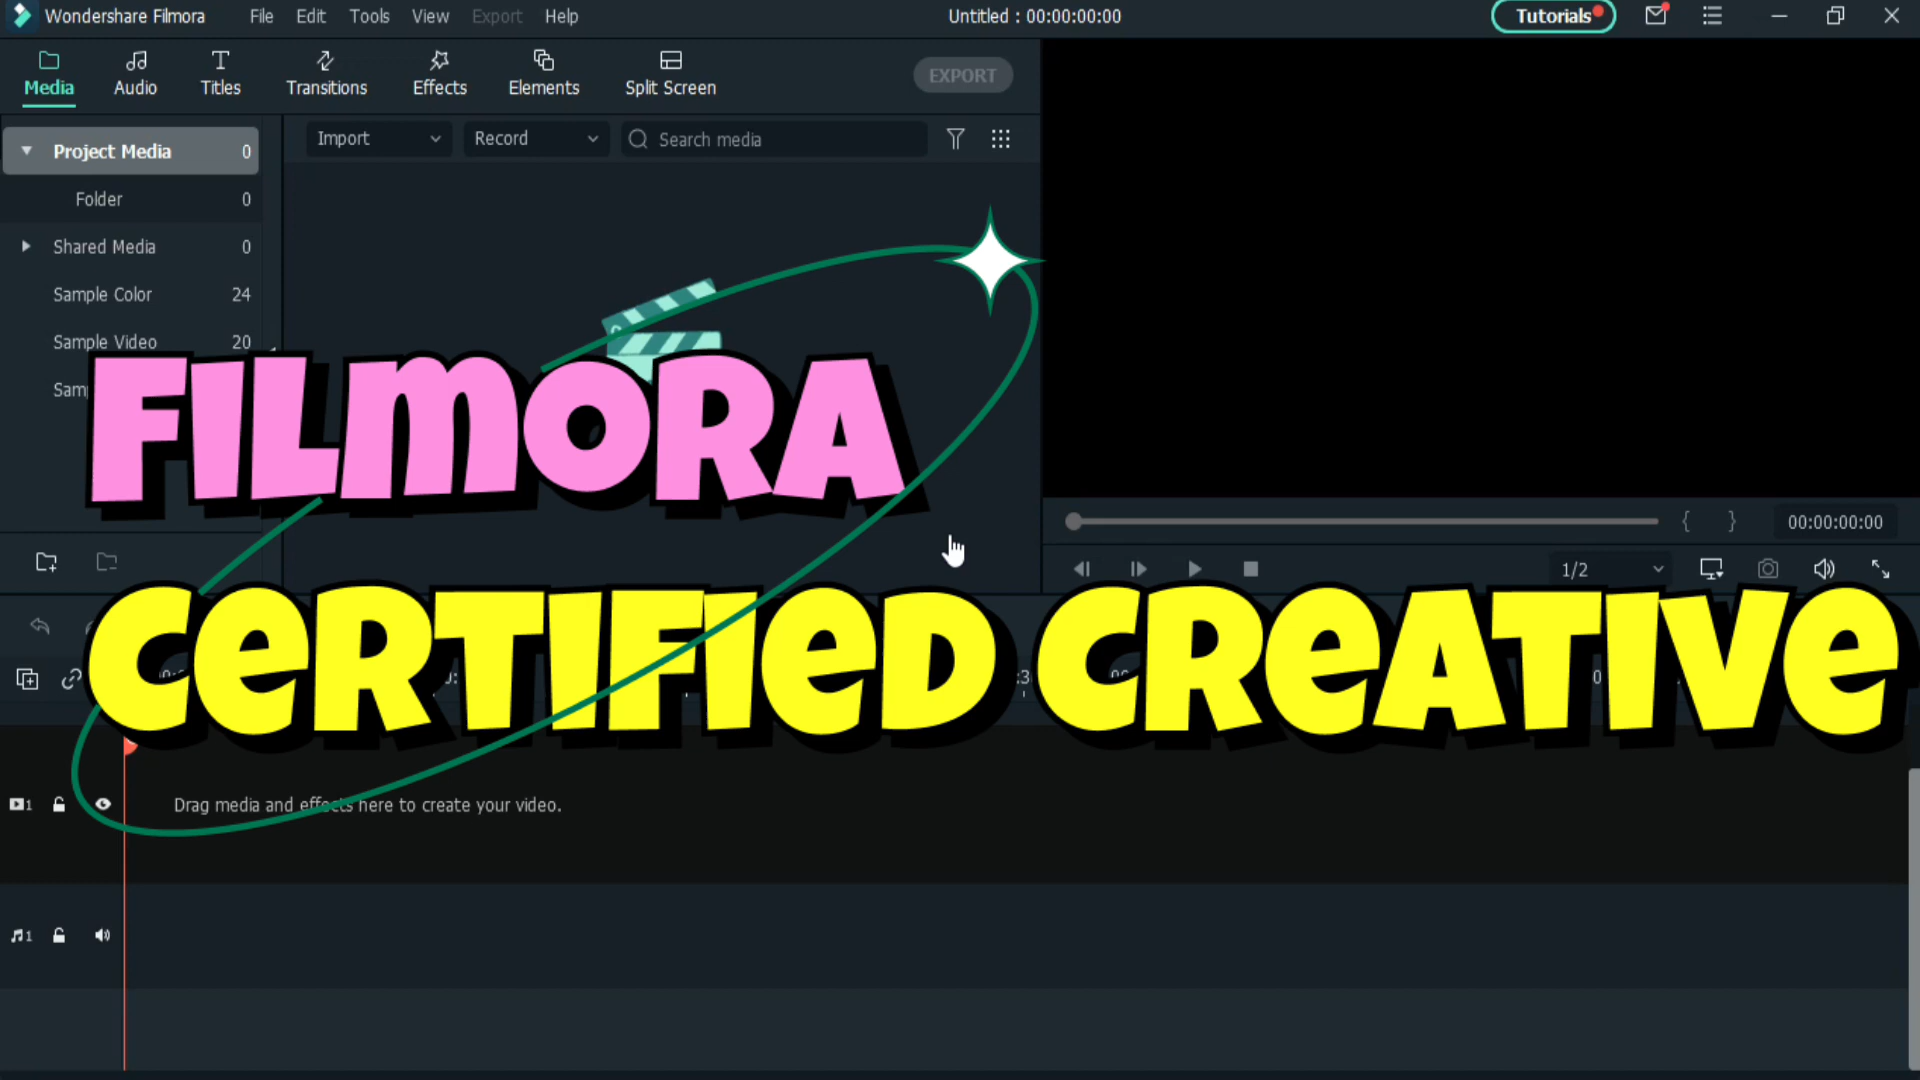 Wondershare Filmora File Edit Tools View Export Help Untitled : 00:00:00:00 Tutorials
Media Audio Titles Transitions Effects Elements Split Screen EXPORT
Import Record Search media
Project Media 0
Folder 0
Shared Media 0
Sample Color 24
Sample Video 20
FILMORA
00:00:00:00
1/2
CERTIFIED CREATIVE
1 Drag media and effects here to create your video.
1